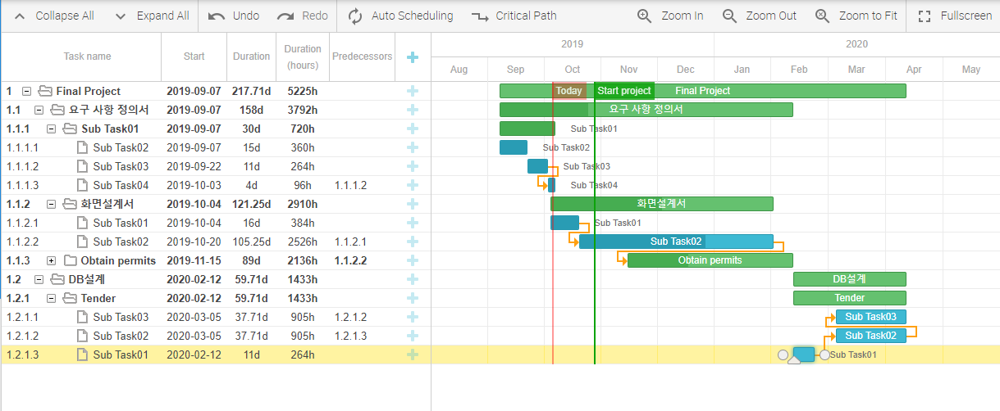 Collapse All Expand All Undo Redo Auto Scheduling Critical Path Zoom In Zoom Out Zoom to Fit Fullscreen
Task name Start Duration Duration (hours) Predecessors
2019 2020
Aug Sep Oct Nov Dec Jan Feb Mar Apr May
1 Final Project 2019-09-07 217.71d 5225h Today Start project Final Project
1.1 요구 사항 정의서 2019-09-07 158d 3792h 요구 사항 정의서
1.1.1 Sub Task01 2019-09-07 30d 720h Sub Task01
1.1.1.1 Sub Task02 2019-09-07 15d 360h Sub Task02
1.1.1.2 Sub Task03 2019-09-22 11d 264h Sub Task03
1.1.1.3 Sub Task04 2019-10-03 4d 96h 1.1.1.2 Sub Task04
1.1.2 화면설계서 2019-10-04 121.25d 2910h 화면설계서
1.1.2.1 Sub Task01 2019-10-04 16d 384h Sub Task01
1.1.2.2 Sub Task02 2019-10-20 105.25d 2526h 1.1.2.1 Sub Task02
1.1.3 Obtain permits 2019-11-15 89d 2136h 1.1.2.2 Obtain permits
1.2 DB설계 2020-02-12 59.71d 1433h DB설계
1.2.1 Tender 2020-02-12 59.71d 1433h Tender
1.2.1.1 Sub Task03 2020-03-05 37.71d 905h 1.2.1.2 Sub Task03
1.2.1.2 Sub Task02 2020-03-05 37.71d 905h 1.2.1.3 Sub Task02
1.2.1.3 Sub Task01 2020-02-12 11d 264h Sub Task01